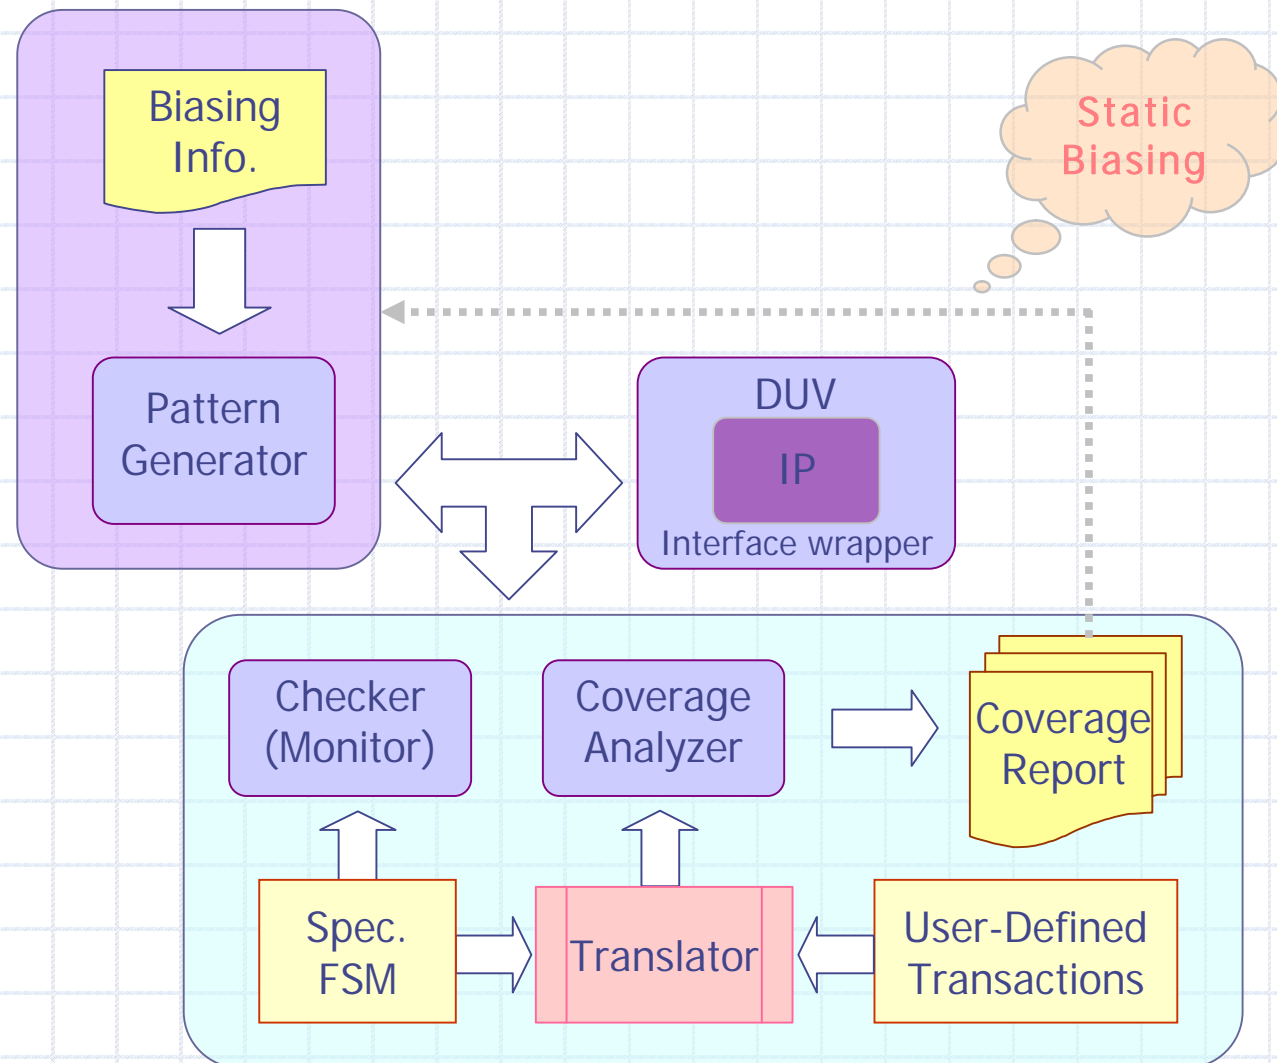 Biasing
Info.
Static
Biasing
Pattern
Generator
DUV
IP
Interface wrapper
Checker
(Monitor)
Coverage
Analyzer
Coverage
Report
Spec.
FSM
Translator
User-Defined
Transactions